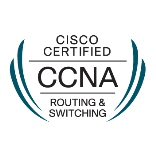 CISCO
CERTIFIED
CCNA
ROUTING &
SWITCHING